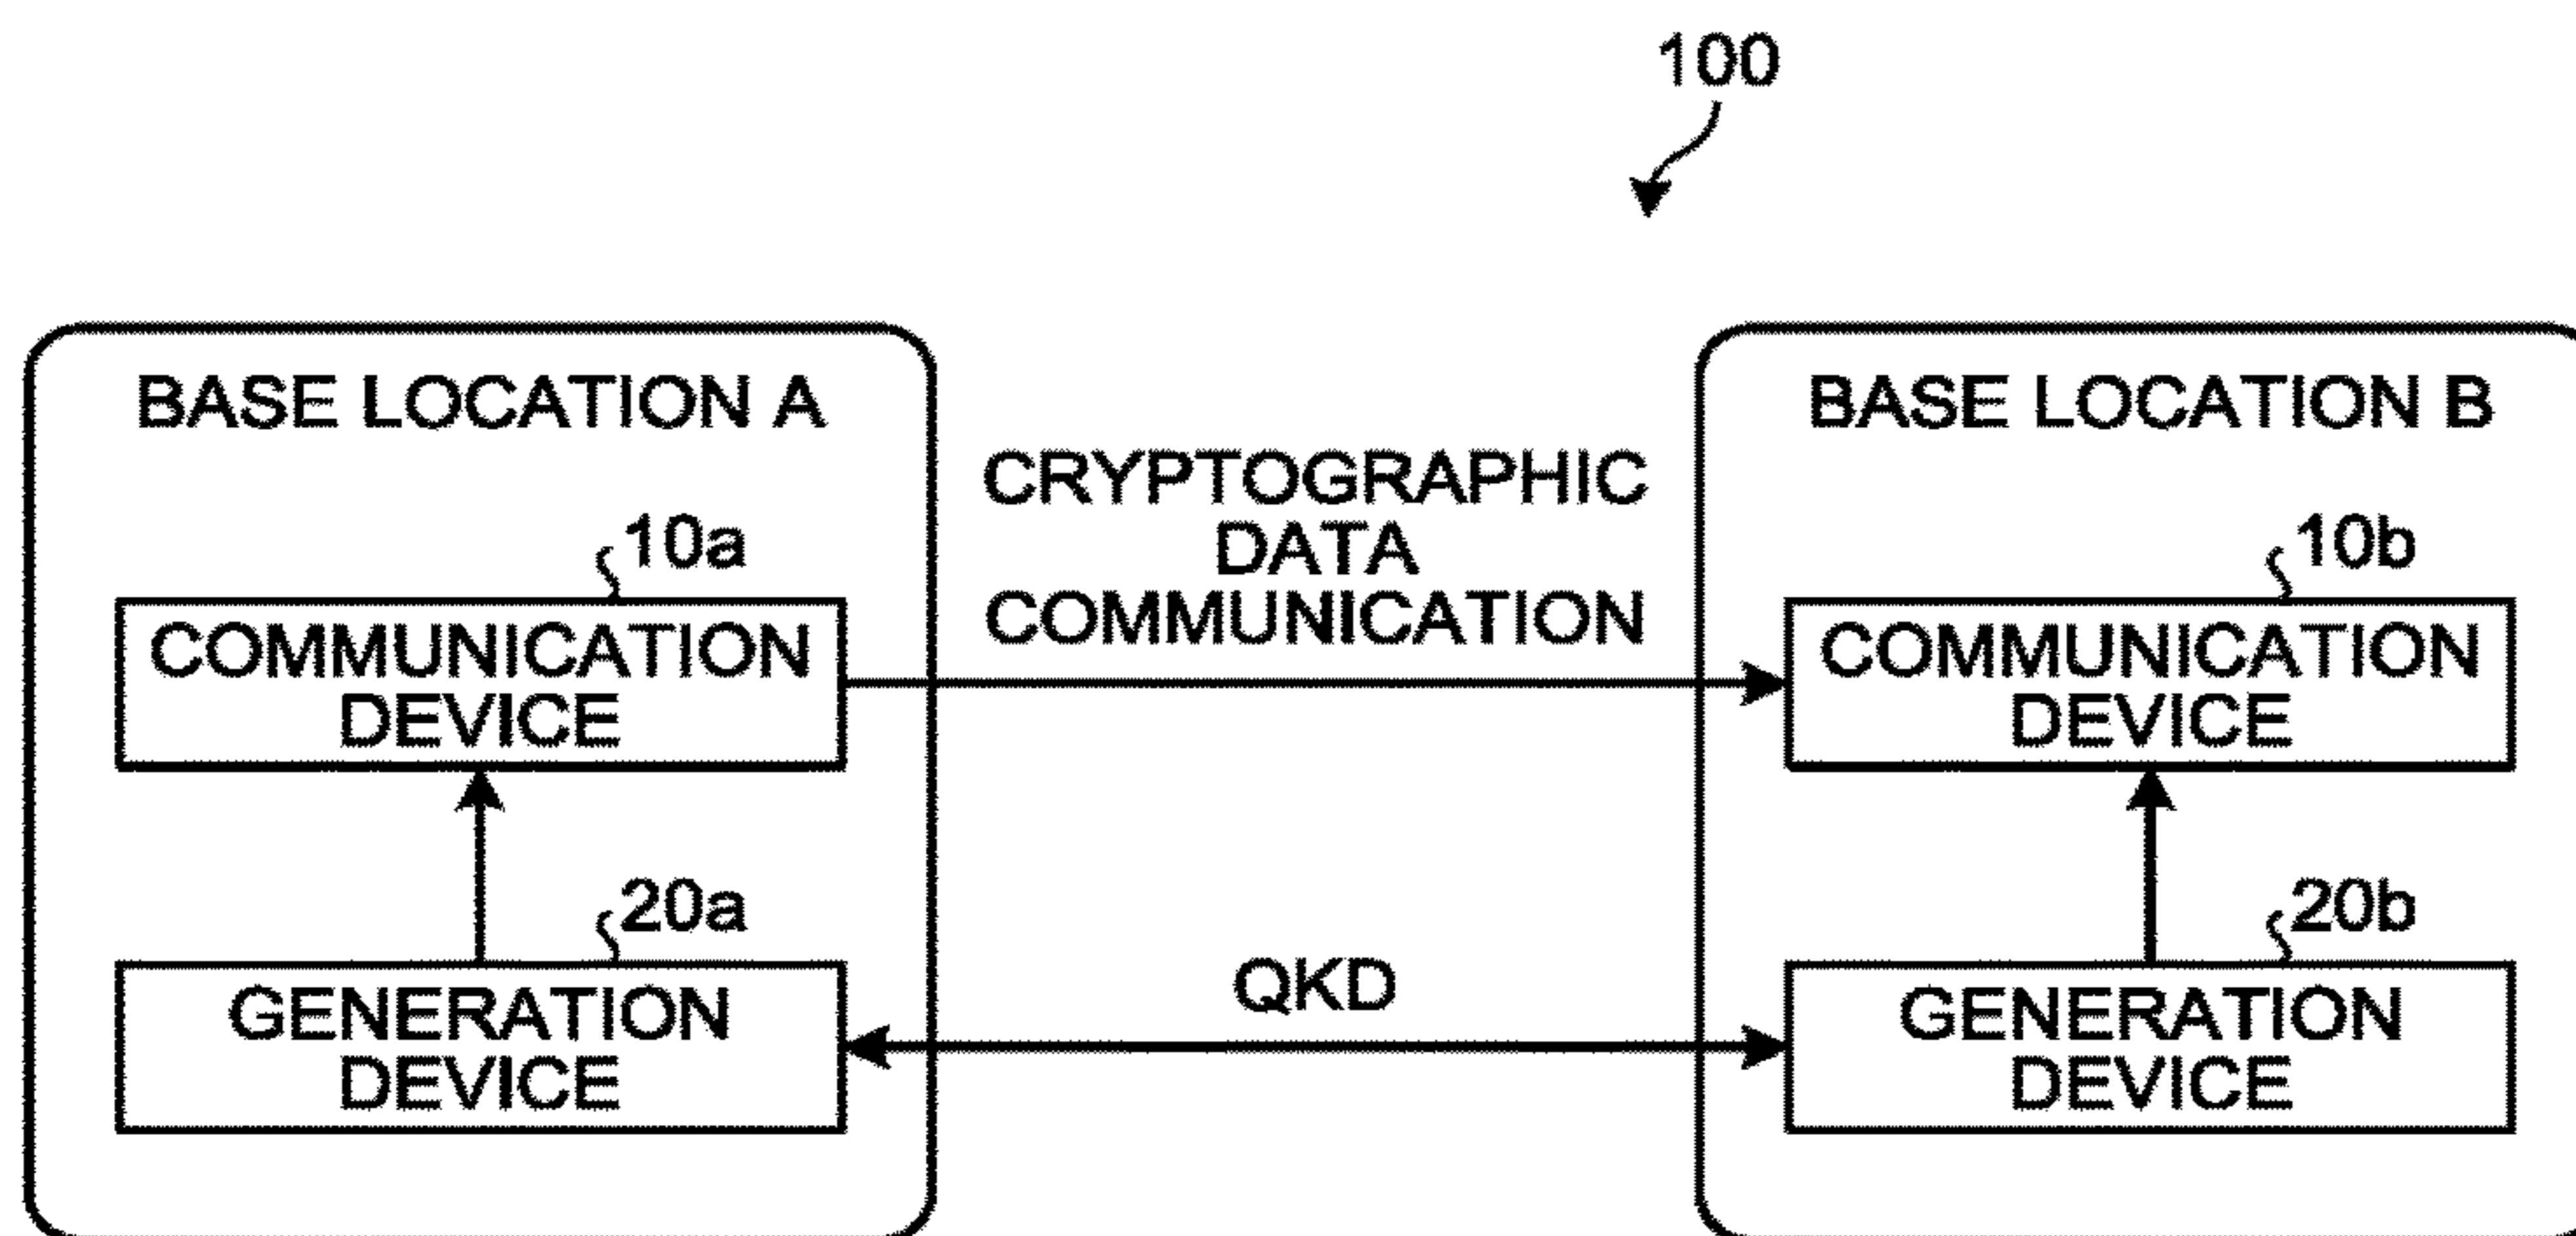 100
BASE LOCATION A
BASE LOCATION B
CRYPTOGRAPHIC
DATA
COMMUNICATION
10a
10b
COMMUNICATION
DEVICE
COMMUNICATION
DEVICE
20a
20b
QKD
GENERATION
DEVICE
GENERATION
DEVICE